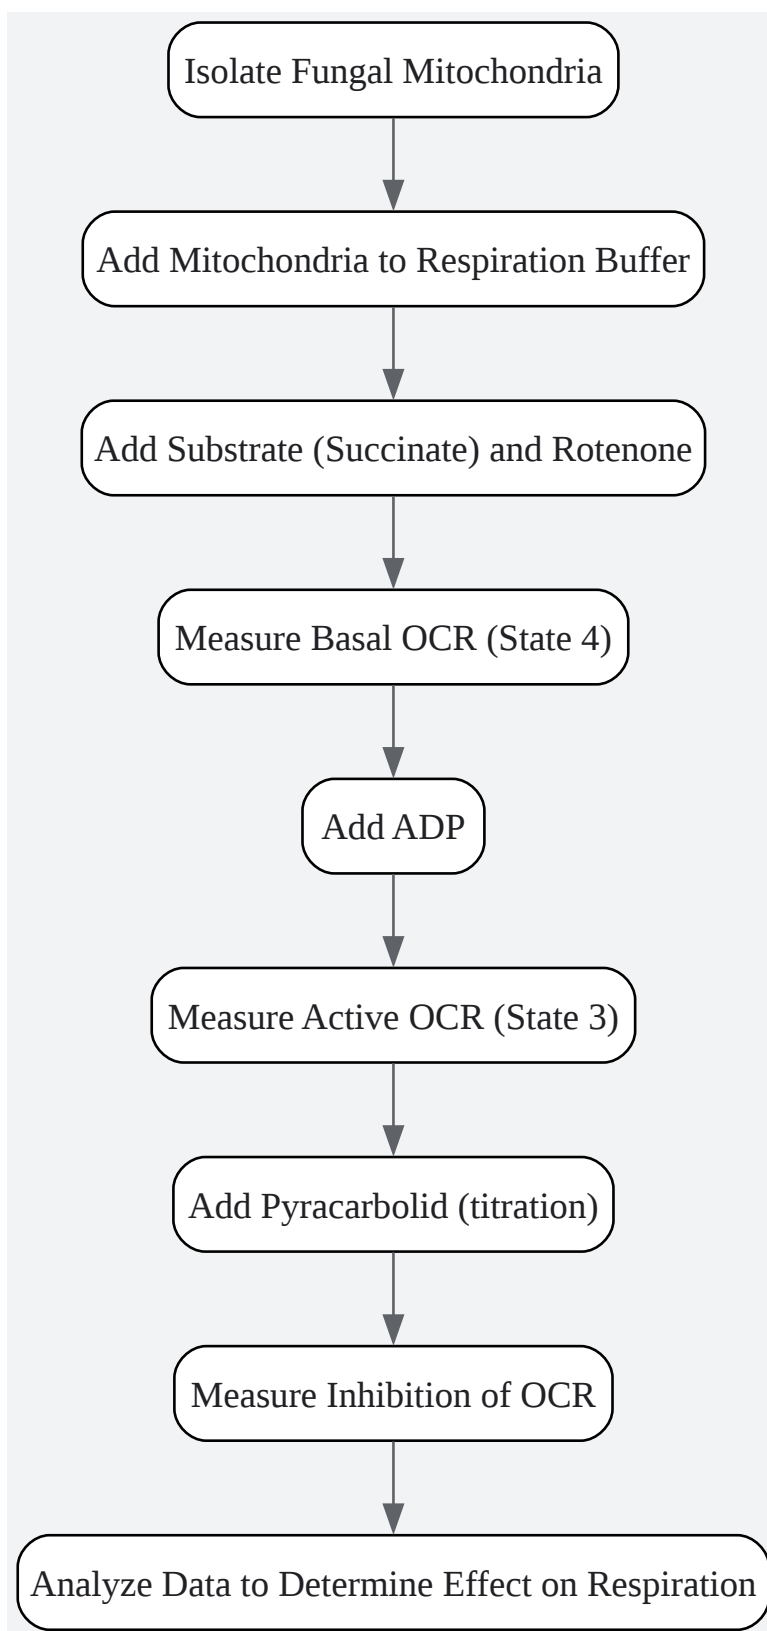 Isolate Fungal Mitochondria
Add Mitochondria to Respiration Buffer
Add Substrate (Succinate) and Rotenone
Measure Basal OCR (State 4)
Add ADP
Measure Active OCR (State 3)
Add Pyracarbolid (titration)
Measure Inhibition of OCR
Analyze Data to Determine Effect on Respiration